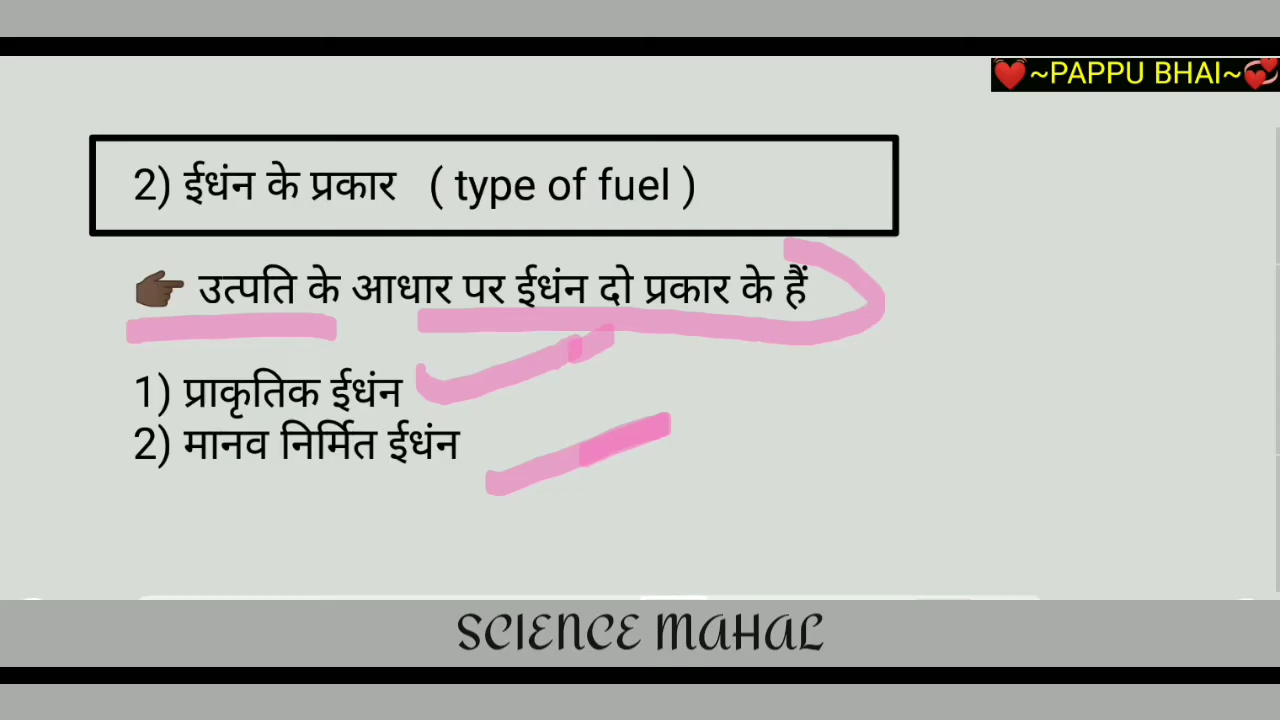 ❤️~PAPPU BHAI~💞
2) ईधंन के प्रकार ( type of fuel )
👉🏿 उत्पति के आधार पर ईधंन दो प्रकार के हैं
1) प्राकृतिक ईधंन
2) मानव निर्मित ईधंन
SCIENCE MAHAL